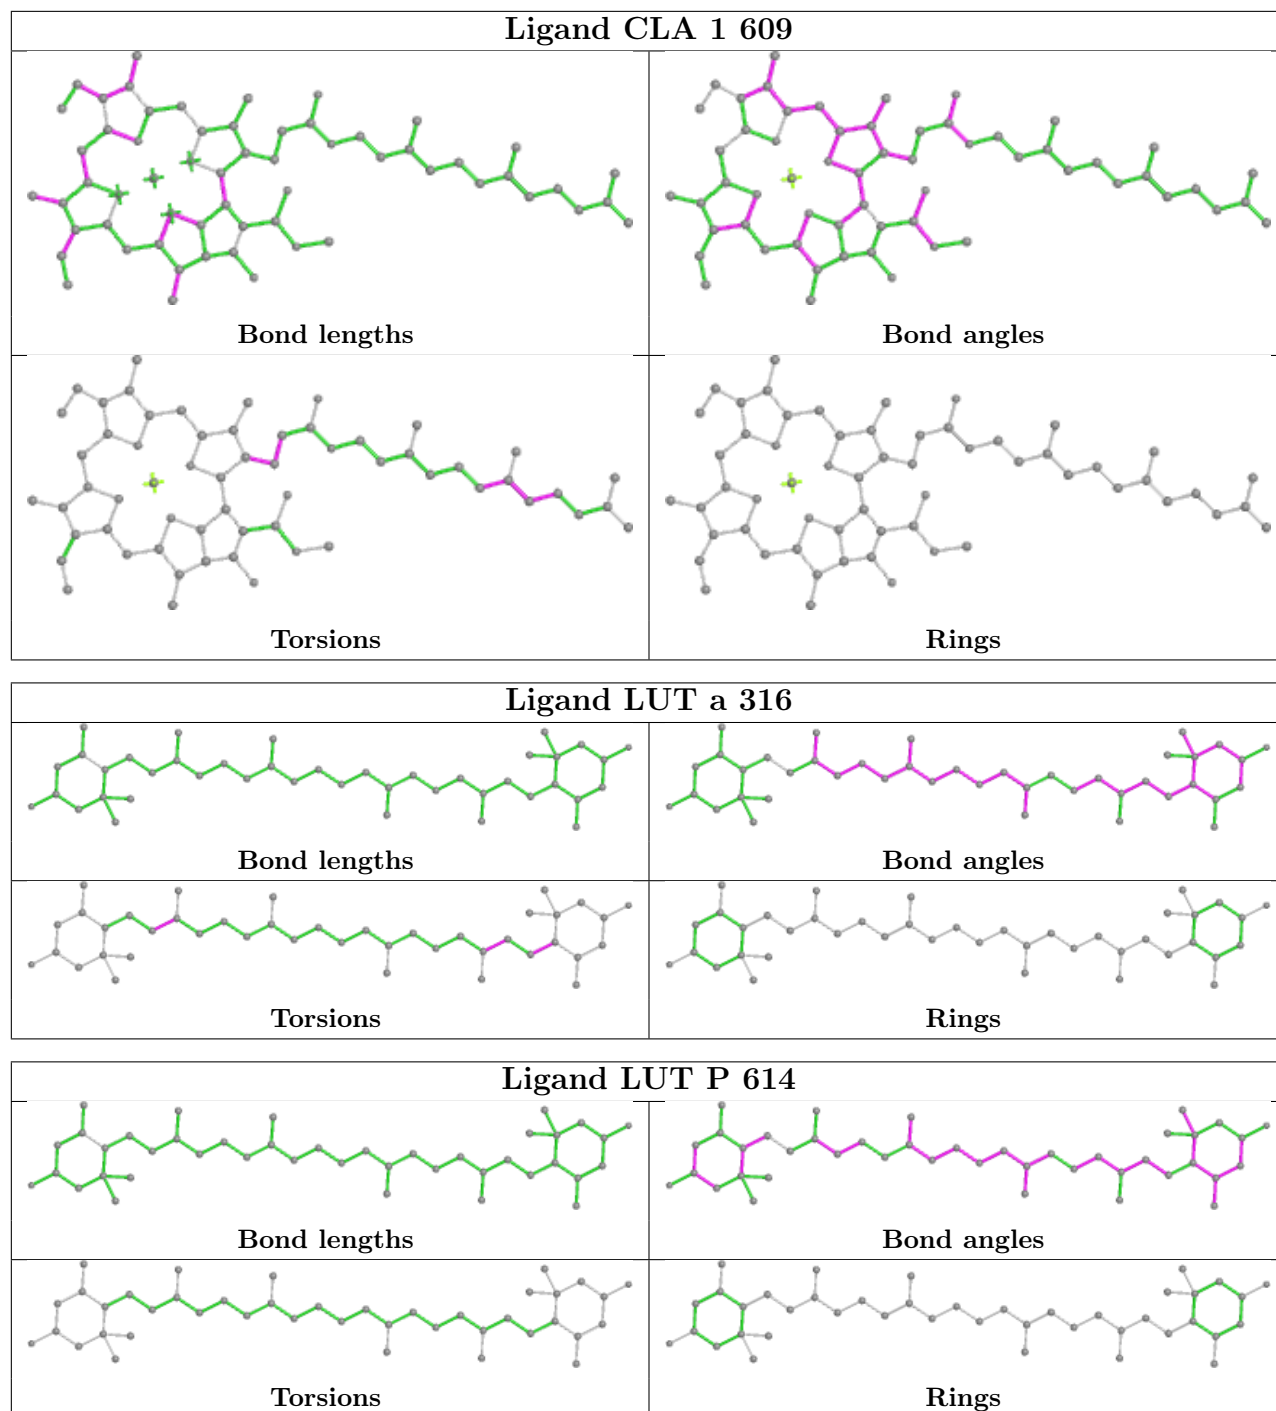 Ligand CLA 1 609
Bond lengths
Bond angles
Torsions
Rings
Ligand LUT a 316
Bond lengths
Bond angles
Torsions
Rings
Ligand LUT P 614
Bond lengths
Bond angles
Torsions
Rings